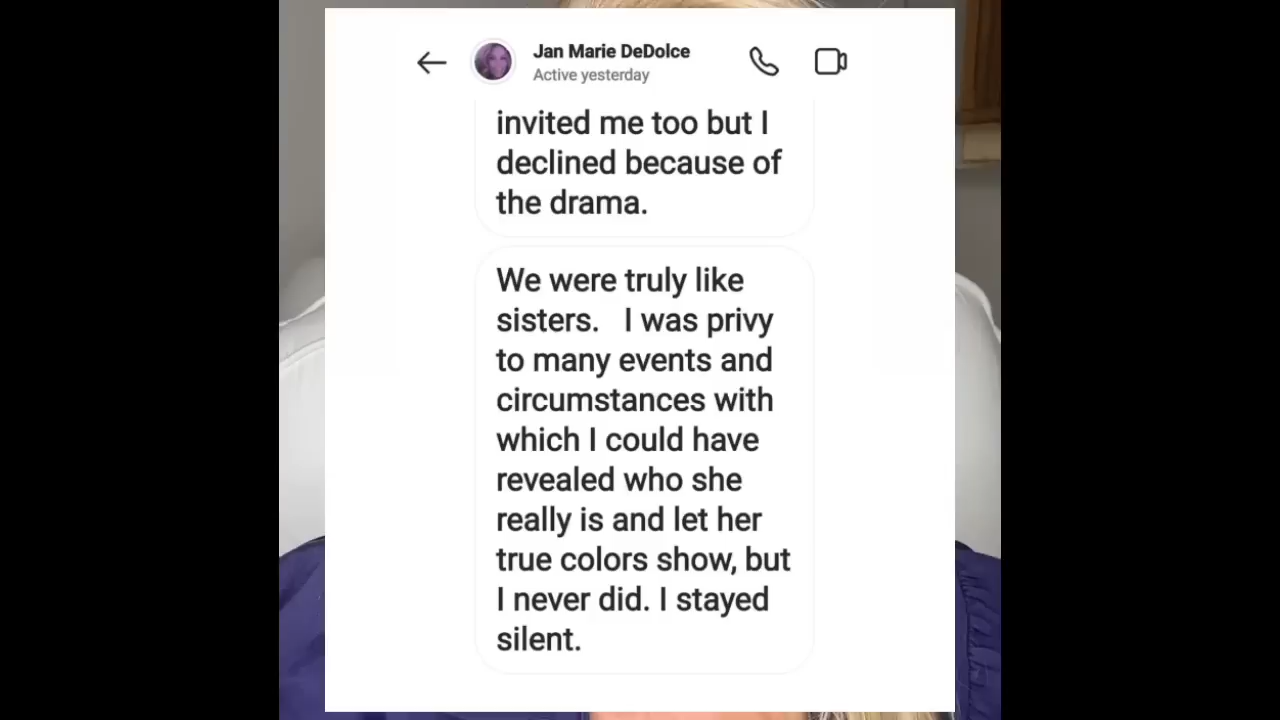 Jan Marie DeDolce
Active yesterday
invited me too but I
declined because of
the drama.
We were truly like
sisters.   I was privy
to many events and
circumstances with
which I could have
revealed who she
really is and let her
true colors show, but
I never did. I stayed
silent.